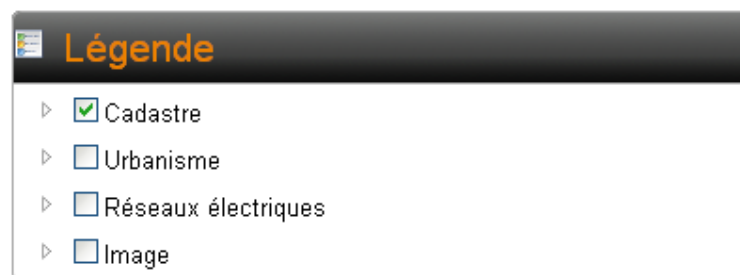 Légende
Cadastre
Urbanisme
Réseaux électriques
Image